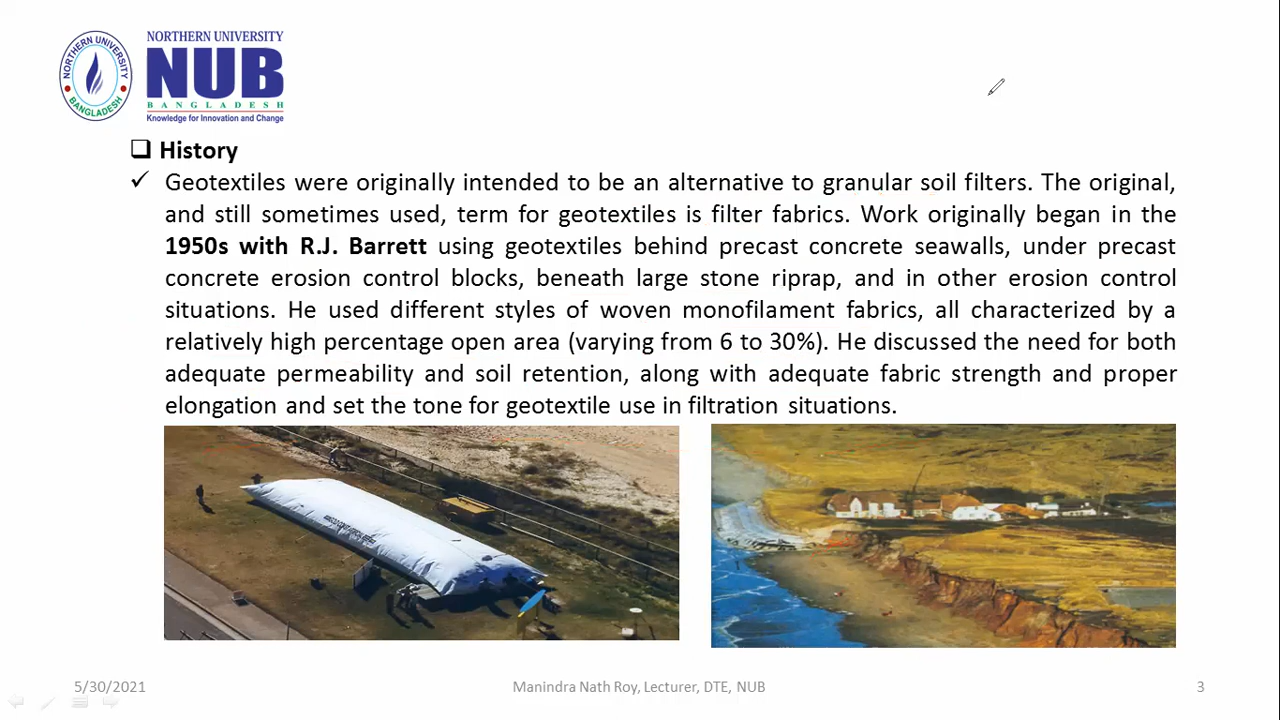 NORTHERN UNIVERSITY
NUB
BANGLADESH
Knowledge for Innovation and Change
NORTHERN UNIVERSITY
BANGLADESH
History
Geotextiles were originally intended to be an alternative to granular soil filters. The original,
and still sometimes used, term for geotextiles is filter fabrics. Work originally began in the
1950s with R.J. Barrett using geotextiles behind precast concrete seawalls, under precast
concrete erosion control blocks, beneath large stone riprap, and in other erosion control
situations. He used different styles of woven monofilament fabrics, all characterized by a
relatively high percentage open area (varying from 6 to 30%). He discussed the need for both
adequate permeability and soil retention, along with adequate fabric strength and proper
elongation and set the tone for geotextile use in filtration situations.
5/30/2021
Manindra Nath Roy, Lecturer, DTE, NUB
3